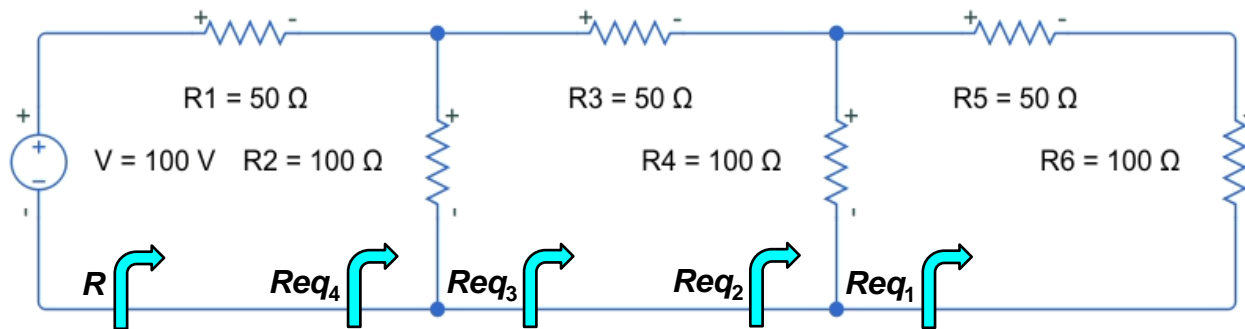 + - + - + -
R1 = 50 Ω R3 = 50 Ω R5 = 50 Ω
+ + +
+
V = 100 V R2 = 100 Ω R4 = 100 Ω R6 = 100 Ω
−
- - -
R Req4 Req3 Req2 Req1